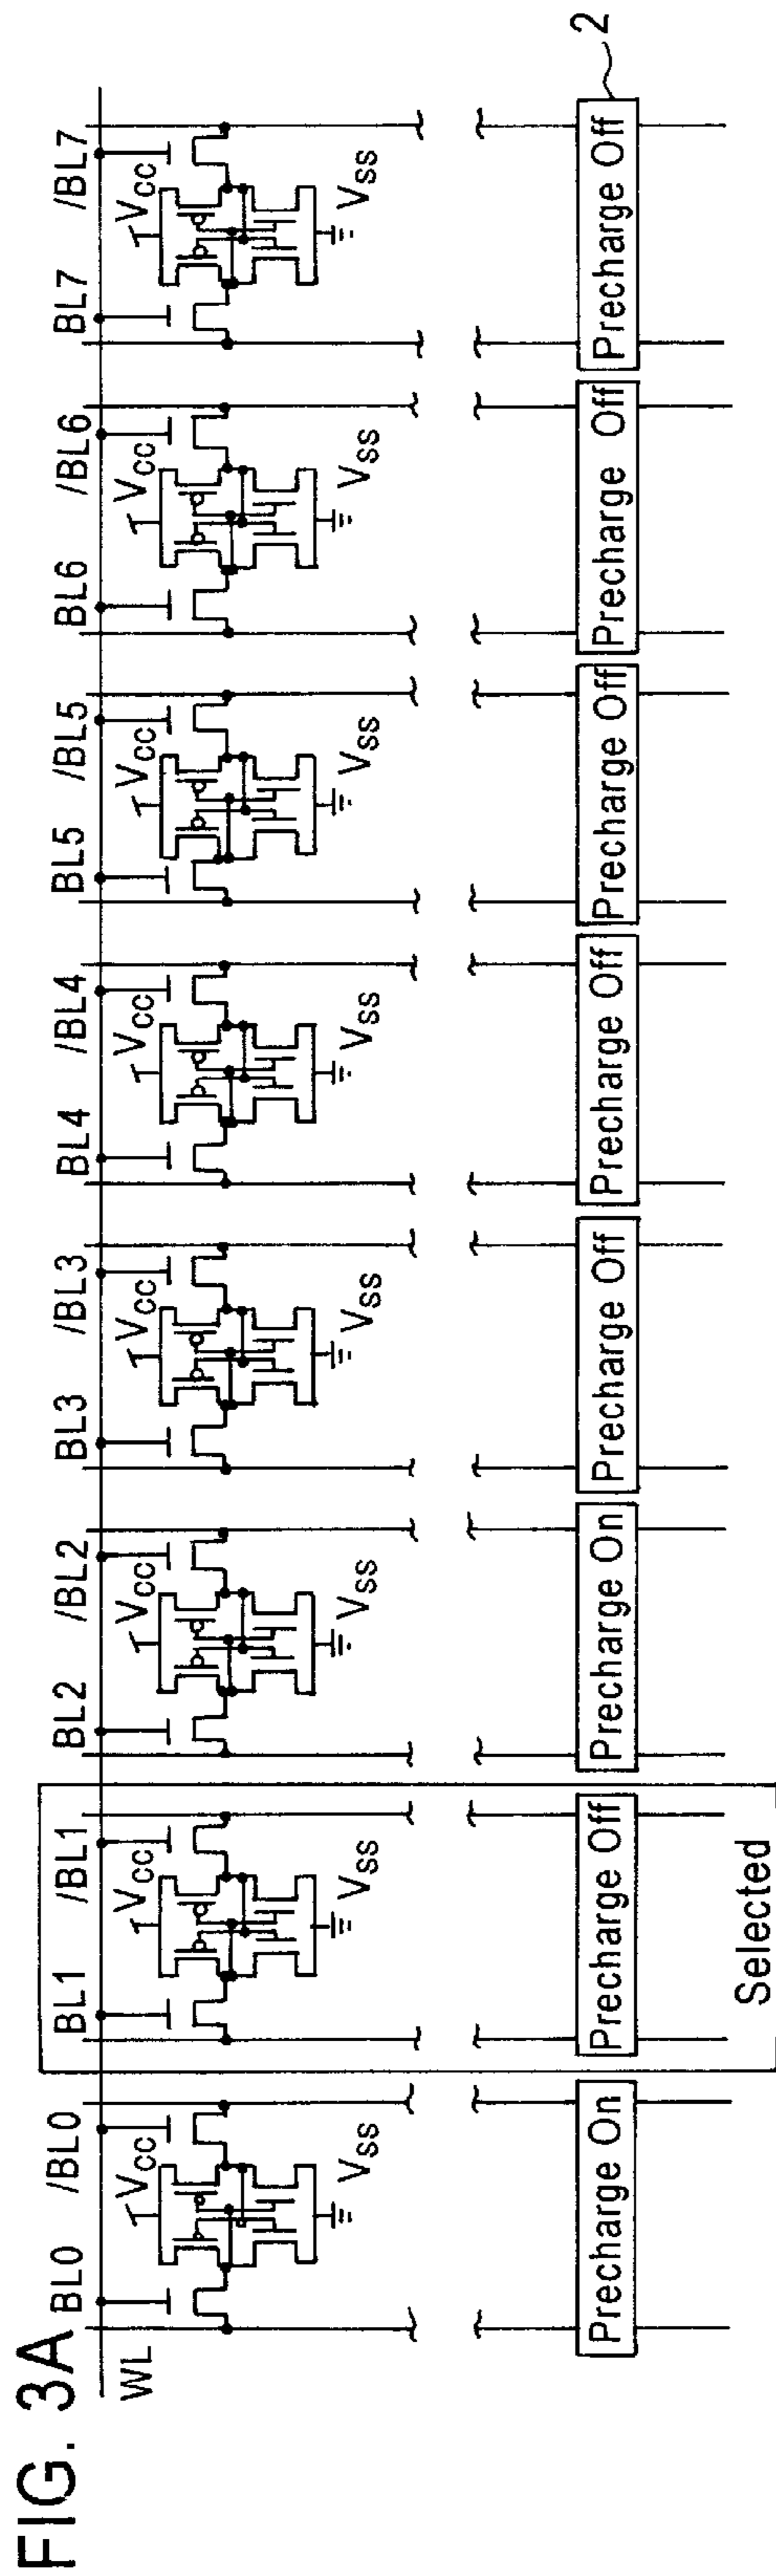 FIG. 3A
BL0 /BL0 BL1 /BL1 BL2 /BL2 BL3 /BL3 BL4 /BL4 BL5 /BL5 BL6 /BL6 BL7 /BL7
WL
VCC VCC VCC VCC VCC VCC VCC VCC
VSS VSS VSS VSS VSS VSS VSS VSS
Precharge On Precharge Off Precharge On Precharge Off Precharge Off Precharge Off Precharge Off Precharge Off 2
Selected